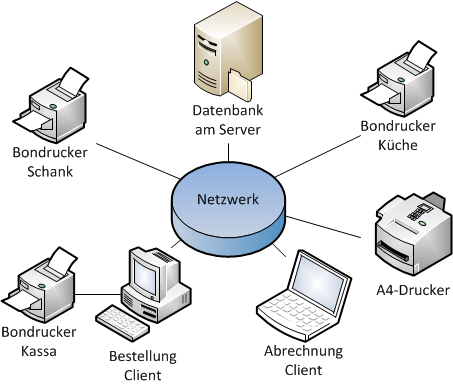 Datenbank
am Server
Bondrucker
Küche
Bondrucker
Schank
Netzwerk
A4-Drucker
Bondrucker
Kassa
Bestellung
Client
Abrechnung
Client